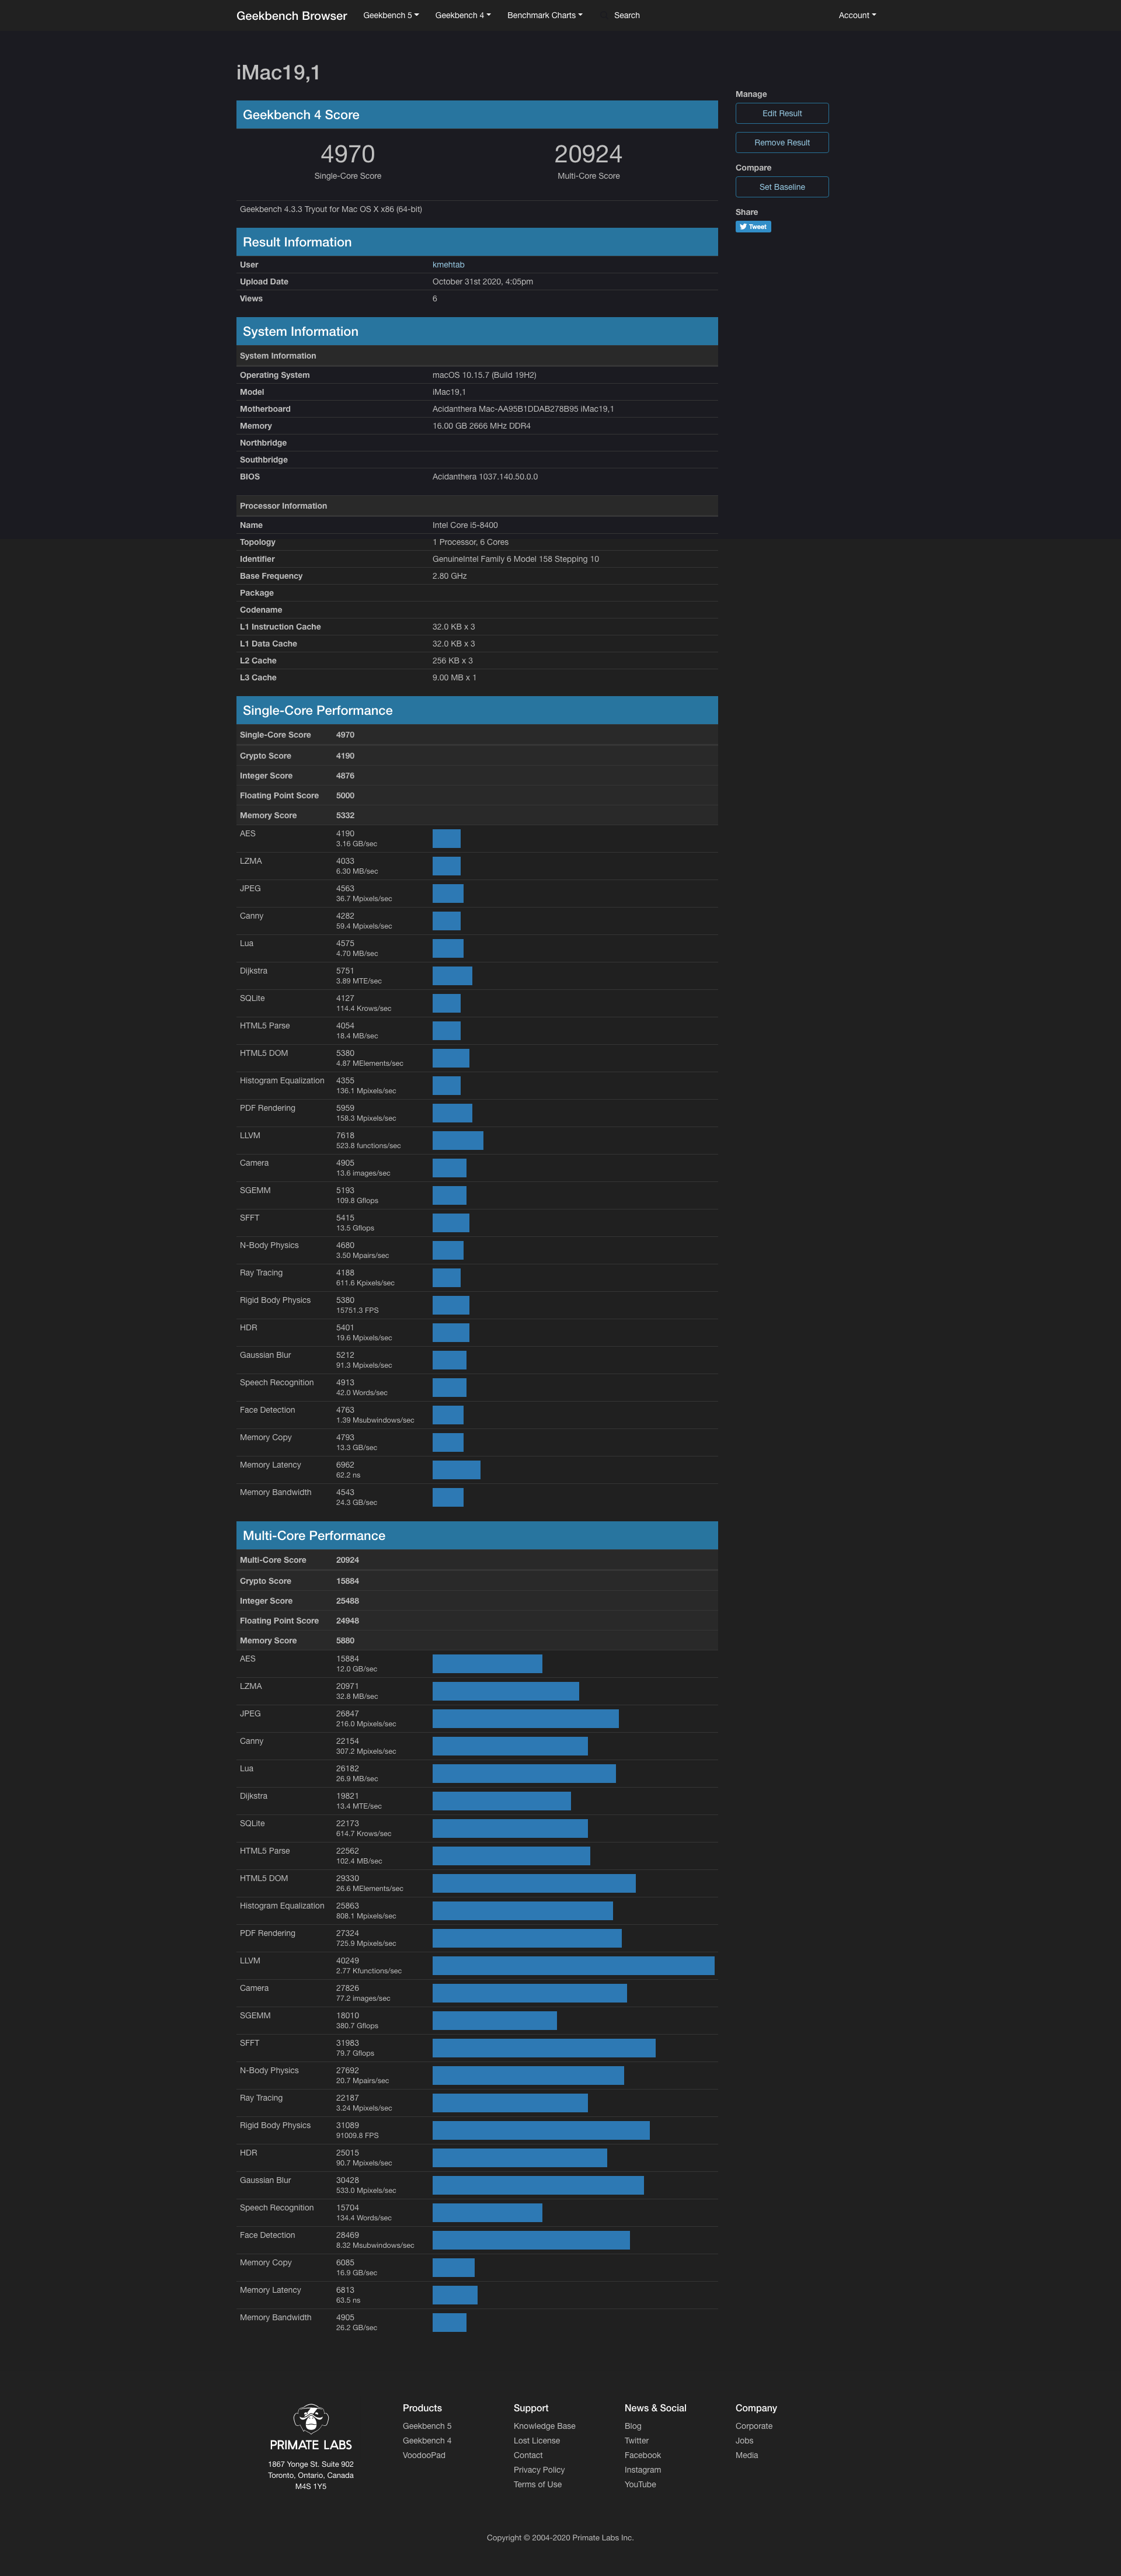 Geekbench Browser Geekbench 5 Geekbench 4 Benchmark Charts Search Account
iMac19,1
Manage
Edit Result
Remove Result
Compare
Set Baseline
Share
Tweet
Geekbench 4 Score
4970 20924
Single-Core Score Multi-Core Score
Geekbench 4.3.3 Tryout for Mac OS X x86 (64-bit)
Result Information
User kmehtab
Upload Date October 31st 2020, 4:05pm
Views 6
System Information
System Information
Operating System macOS 10.15.7 (Build 19H2)
Model iMac19,1
Motherboard Acidanthera Mac-AA95B1DDAB278B95 iMac19,1
Memory 16.00 GB 2666 MHz DDR4
Northbridge
Southbridge
BIOS Acidanthera 1037.140.50.0.0
Processor Information
Name Intel Core i5-8400
Topology 1 Processor, 6 Cores
Identifier GenuineIntel Family 6 Model 158 Stepping 10
Base Frequency 2.80 GHz
Package
Codename
L1 Instruction Cache 32.0 KB x 3
L1 Data Cache 32.0 KB x 3
L2 Cache 256 KB x 3
L3 Cache 9.00 MB x 1
Single-Core Performance
Single-Core Score 4970
Crypto Score 4190
Integer Score 4876
Floating Point Score 5000
Memory Score 5332
AES 4190
3.16 GB/sec
LZMA 4033
6.30 MB/sec
JPEG 4563
36.7 Mpixels/sec
Canny 4282
59.4 Mpixels/sec
Lua 4575
4.70 MB/sec
Dijkstra 5751
3.89 MTE/sec
SQLite 4127
114.4 Krows/sec
HTML5 Parse 4054
18.4 MB/sec
HTML5 DOM 5380
4.87 MElements/sec
Histogram Equalization 4355
136.1 Mpixels/sec
PDF Rendering 5959
158.3 Mpixels/sec
LLVM 7618
523.8 functions/sec
Camera 4905
13.6 images/sec
SGEMM 5193
109.8 Gflops
SFFT 5415
13.5 Gflops
N-Body Physics 4680
3.50 Mpairs/sec
Ray Tracing 4188
611.6 Kpixels/sec
Rigid Body Physics 5380
15751.3 FPS
HDR 5401
19.6 Mpixels/sec
Gaussian Blur 5212
91.3 Mpixels/sec
Speech Recognition 4913
42.0 Words/sec
Face Detection 4763
1.39 Msubwindows/sec
Memory Copy 4793
13.3 GB/sec
Memory Latency 6962
62.2 ns
Memory Bandwidth 4543
24.3 GB/sec
Multi-Core Performance
Multi-Core Score 20924
Crypto Score 15884
Integer Score 25488
Floating Point Score 24948
Memory Score 5880
AES 15884
12.0 GB/sec
LZMA 20971
32.8 MB/sec
JPEG 26847
216.0 Mpixels/sec
Canny 22154
307.2 Mpixels/sec
Lua 26182
26.9 MB/sec
Dijkstra 19821
13.4 MTE/sec
SQLite 22173
614.7 Krows/sec
HTML5 Parse 22562
102.4 MB/sec
HTML5 DOM 29330
26.6 MElements/sec
Histogram Equalization 25863
808.1 Mpixels/sec
PDF Rendering 27324
725.9 Mpixels/sec
LLVM 40249
2.77 Kfunctions/sec
Camera 27826
77.2 images/sec
SGEMM 18010
380.7 Gflops
SFFT 31983
79.7 Gflops
N-Body Physics 27692
20.7 Mpairs/sec
Ray Tracing 22187
3.24 Mpixels/sec
Rigid Body Physics 31089
91009.8 FPS
HDR 25015
90.7 Mpixels/sec
Gaussian Blur 30428
533.0 Mpixels/sec
Speech Recognition 15704
134.4 Words/sec
Face Detection 28469
8.32 Msubwindows/sec
Memory Copy 6085
16.9 GB/sec
Memory Latency 6813
63.5 ns
Memory Bandwidth 4905
26.2 GB/sec
PRIMATE LABS
1867 Yonge St. Suite 902
Toronto, Ontario, Canada
M4S 1Y5
Products
Geekbench 5
Geekbench 4
VoodooPad
Support
Knowledge Base
Lost License
Contact
Privacy Policy
Terms of Use
News & Social
Blog
Twitter
Facebook
Instagram
YouTube
Company
Corporate
Jobs
Media
Copyright © 2004-2020 Primate Labs Inc.